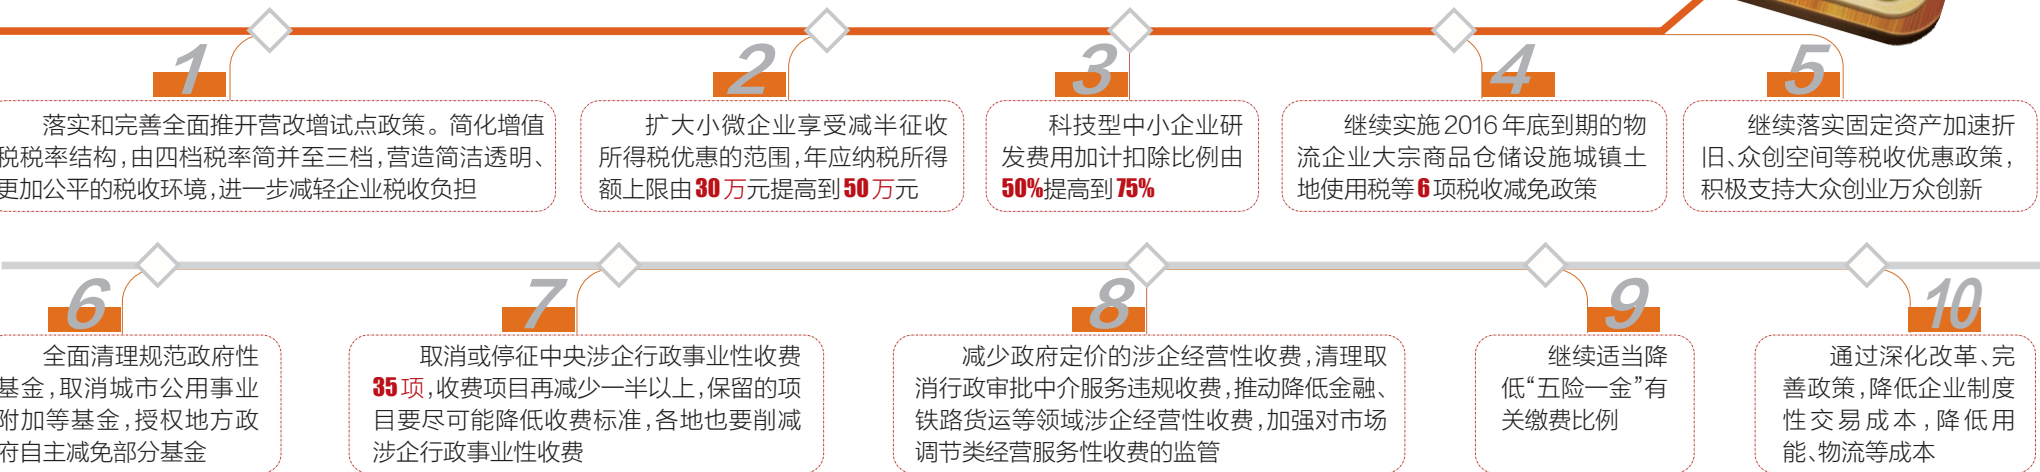 1
落实和完善全面推开营改增试点政策。简化增值
税税率结构,由四档税率简并至三档,营造简洁透明、
更加公平的税收环境,进一步减轻企业税收负担
2
扩大小微企业享受减半征收
所得税优惠的范围,年应纳税所得
额上限由30万元提高到50万元
3
科技型中小企业研
发费用加计扣除比例由
50%提高到75%
4
继续实施2016年底到期的物
流企业大宗商品仓储设施城镇土
地使用税等6项税收减免政策
5
继续落实固定资产加速折
旧、众创空间等税收优惠政策,
积极支持大众创业万众创新
6
全面清理规范政府性
基金,取消城市公用事业
附加等基金,授权地方政
府自主减免部分基金
7
取消或停征中央涉企行政事业性收费
35项,收费项目再减少一半以上,保留的项
目要尽可能降低收费标准,各地也要削减
涉企行政事业性收费
8
减少政府定价的涉企经营性收费,清理取
消行政审批中介服务违规收费,推动降低金融、
铁路货运等领域涉企经营性收费,加强对市场
调节类经营服务性收费的监管
9
继续适当降
低“五险一金”有
关缴费比例
10
通过深化改革、完
善政策,降低企业制度
性交易成本,降低用
能、物流等成本